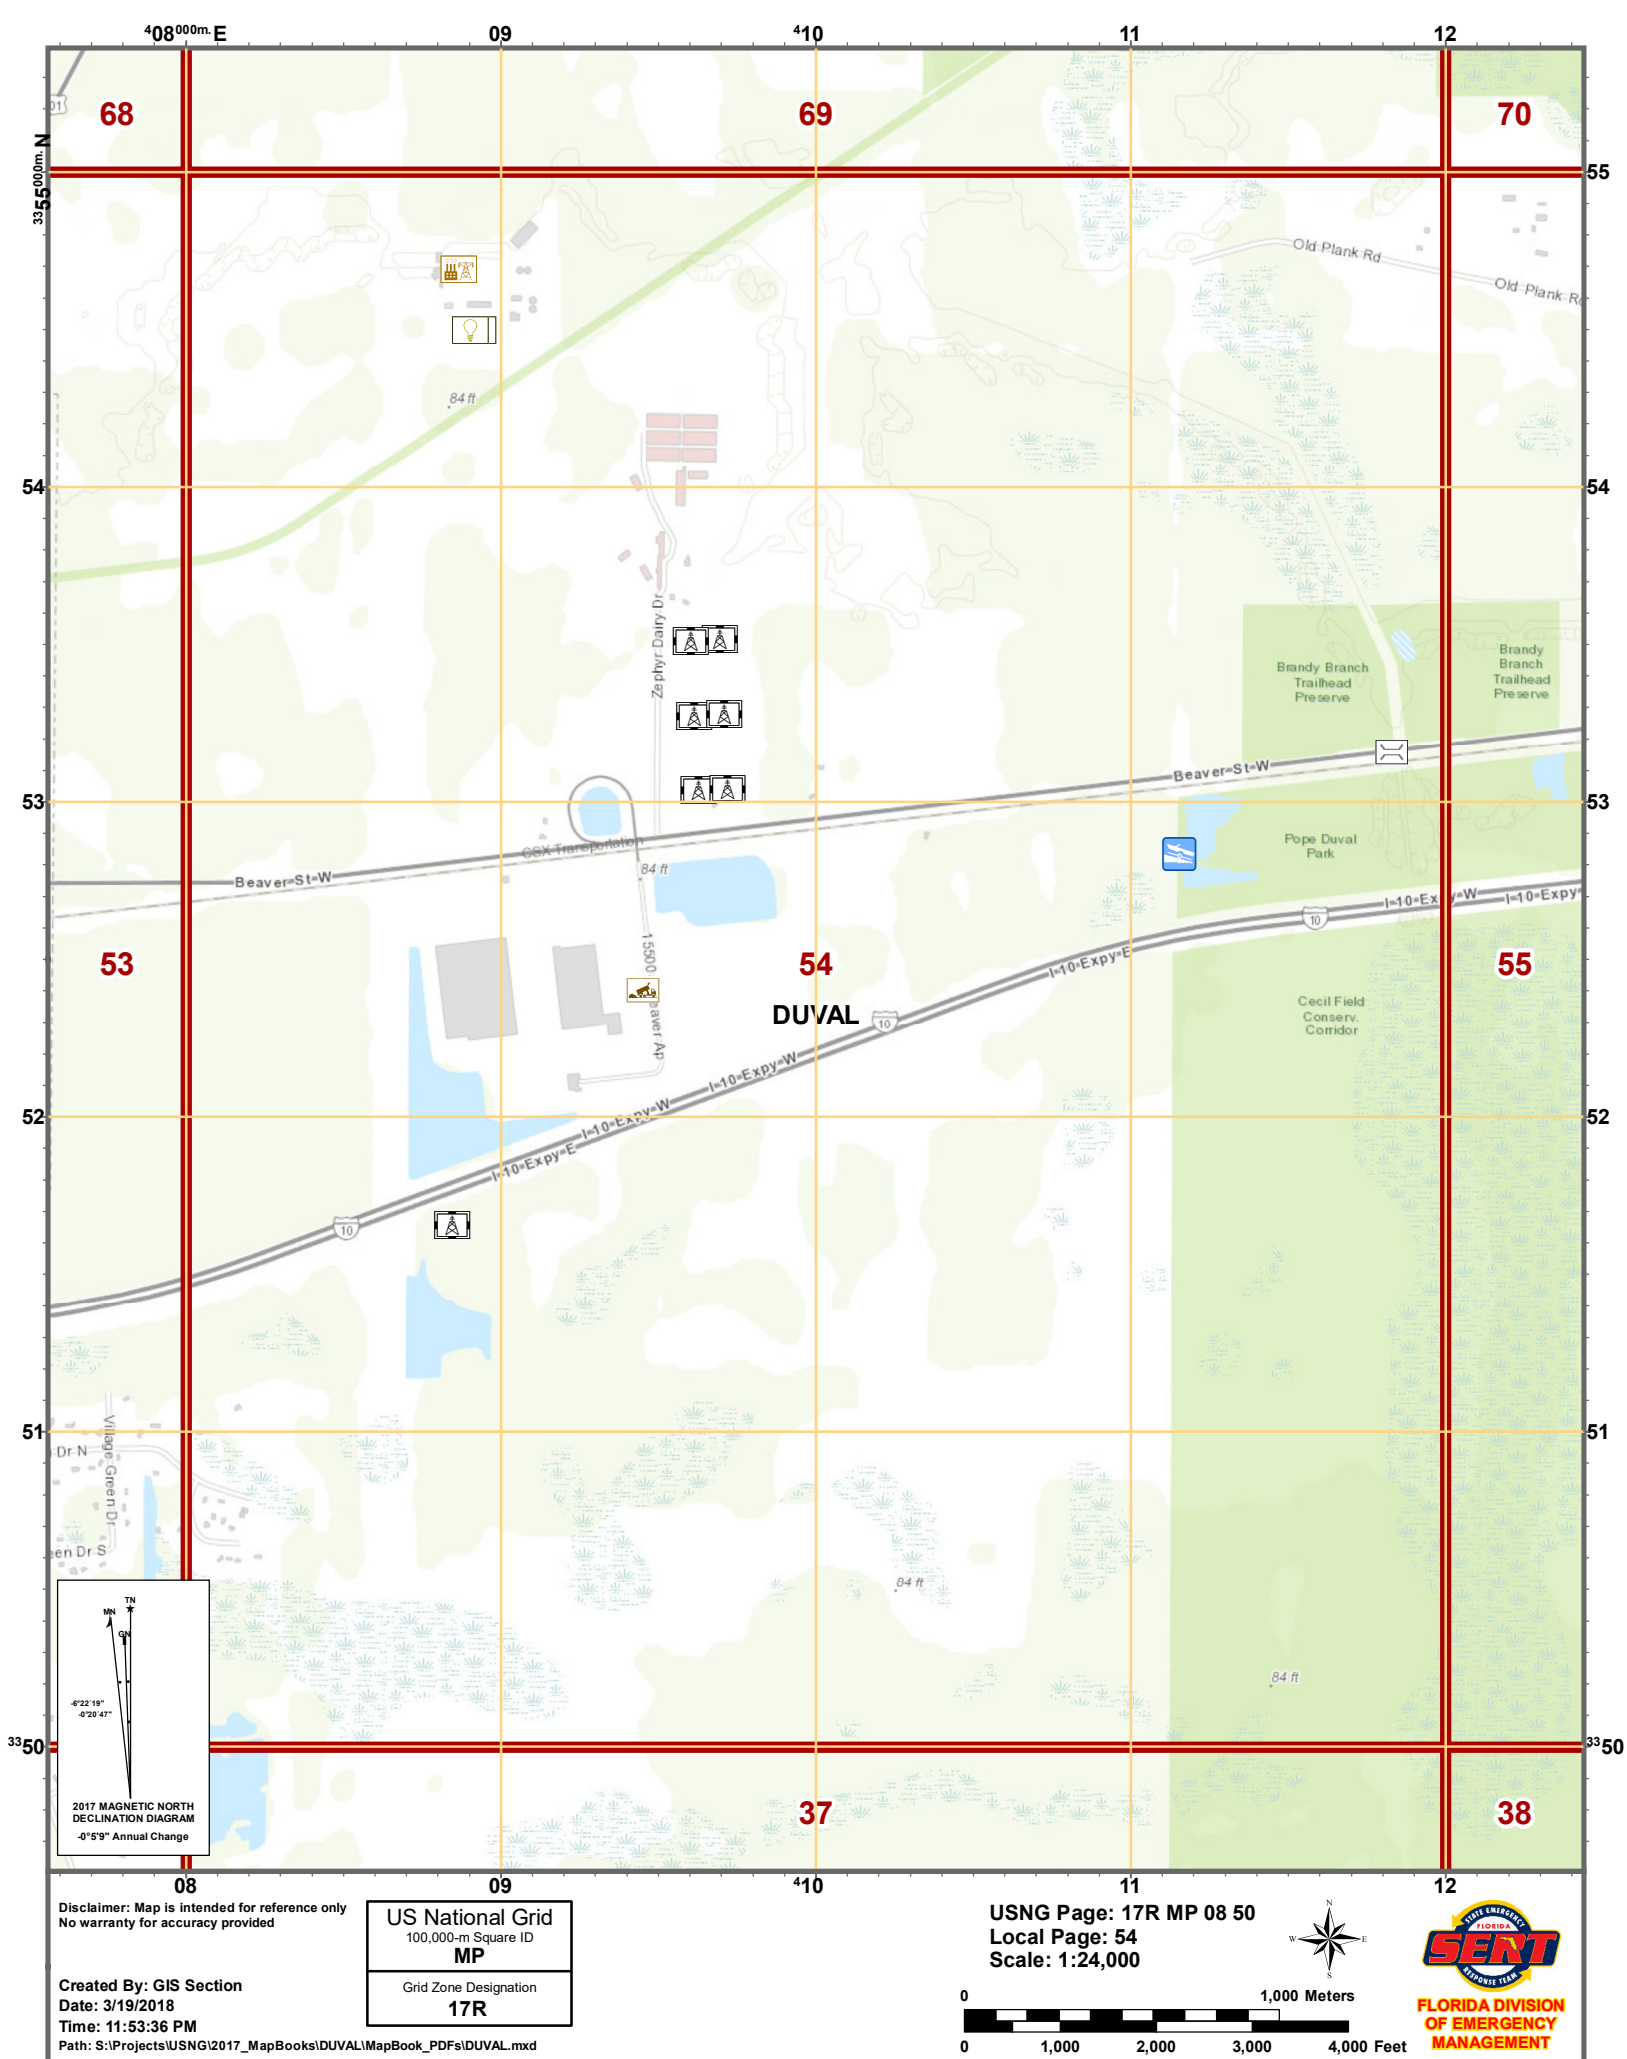 408000m. E
09
410
11
12
01
68
69
70
3355000m. N
55
Old Plank Rd
Old Plank Rd
84 ft
54
54
Zephyr Dairy Dr
Brandy Branch
Trailhead
Preserve
Brandy
Branch
Trailhead
Preserve
Beaver St W
53
53
CSX Transportation
Pope Duval
Park
84 ft
Beaver St W
I-10 Expy W
I-10 Expy
10
15500
53
54
55
I-10 Expy E
DUVAL
10
Cecil Field
Conserv.
Corridor
eaver Ap
I-10 Expy W
52
52
I-10 Expy W
I-10 Expy E
10
51
51
Dr N
Village Green Dr
een Dr S
84 ft
84 ft
TN
MN
GN
-6°22'19"
-0°20'47"
3350
3350
2017 MAGNETIC NORTH
DECLINATION DIAGRAM
-0°5'9" Annual Change
37
38
08
09
410
11
12
Disclaimer: Map is intended for reference only
No warranty for accuracy provided
Created By: GIS Section
Date: 3/19/2018
Time: 11:53:36 PM
Path: S:\Projects\USNG\2017_MapBooks\DUVAL\MapBook_PDFs\DUVAL.mxd
US National Grid
100,000-m Square ID
MP
Grid Zone Designation
17R
USNG Page: 17R MP 08 50
Local Page: 54
Scale: 1:24,000
N
W
E
S
0
1,000 Meters
0
1,000
2,000
3,000
4,000 Feet
STATE EMERGENCY
FLORIDA
SERT
RESPONSE TEAM
FLORIDA DIVISION
OF EMERGENCY
MANAGEMENT